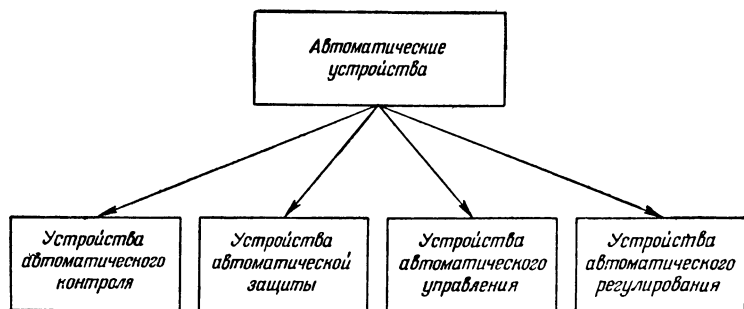 Автоматические
устройства
Устройства
автоматического
контроля
Устройства
автоматической
защиты
Устройства
автоматического
управления
Устройства
автоматического
регулирования